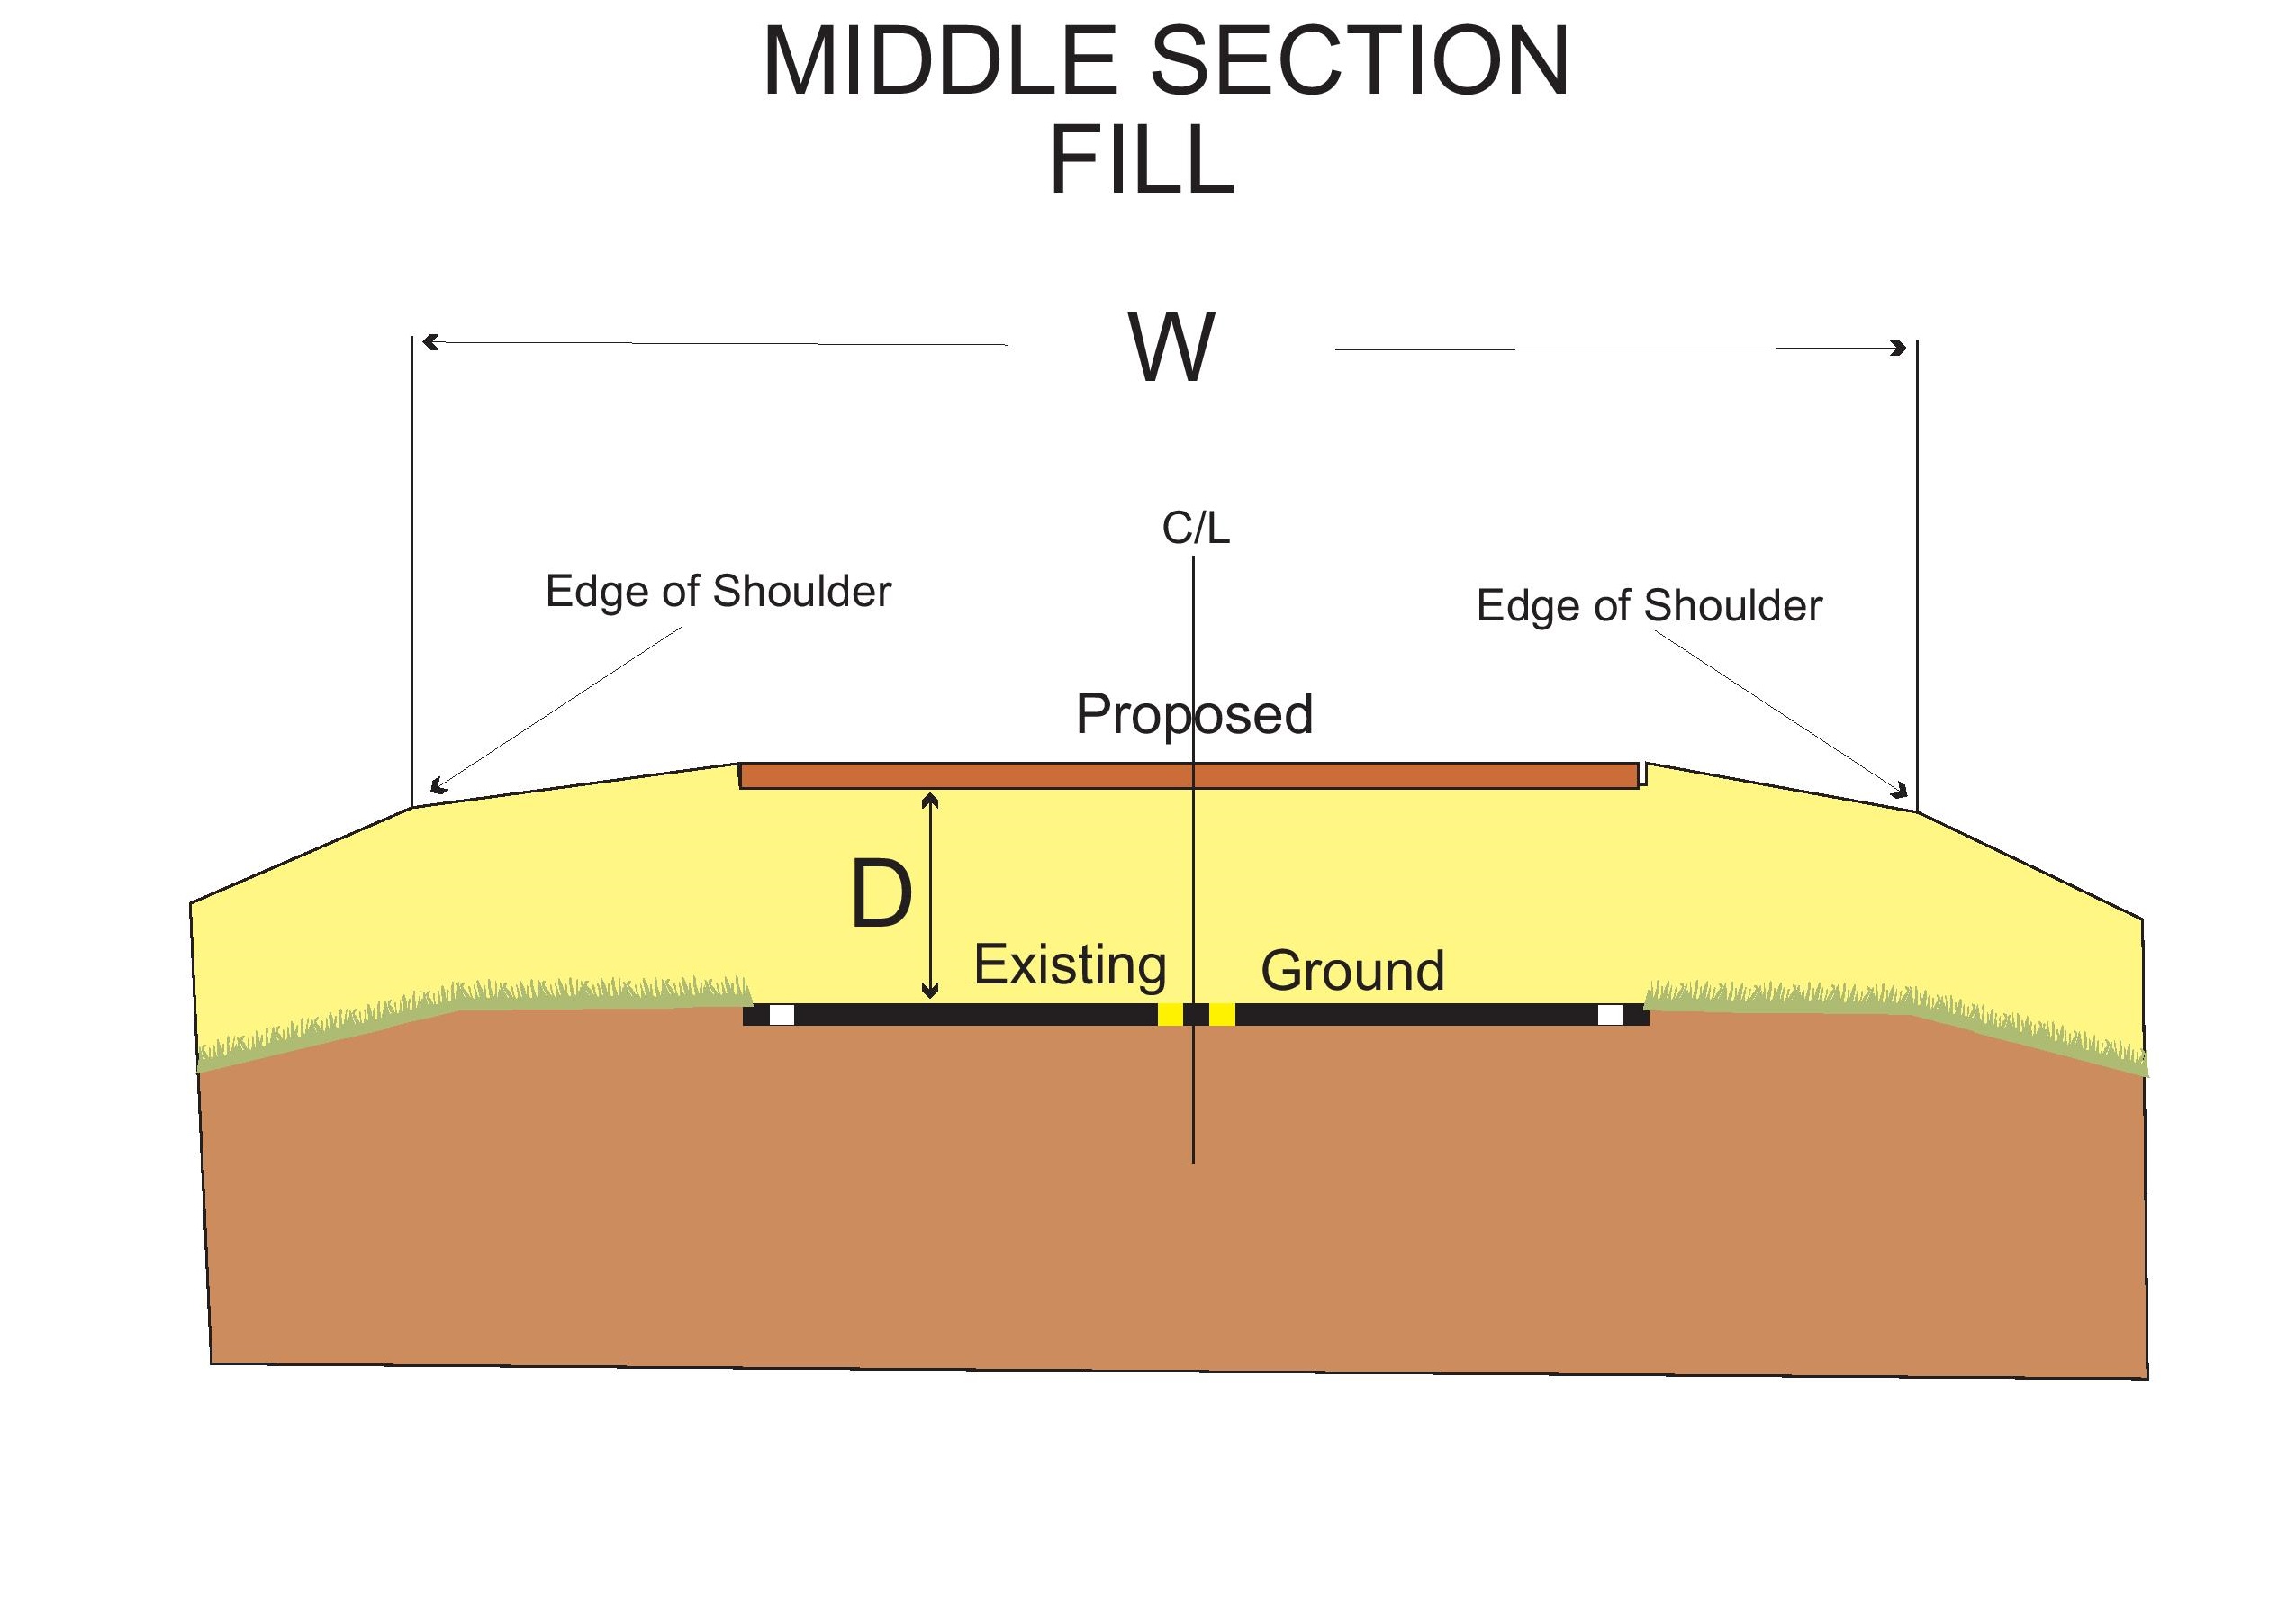 MIDDLE SECTION
FILL
W
C/L
Edge of Shoulder
Edge of Shoulder
Proposed
D
Existing
Ground